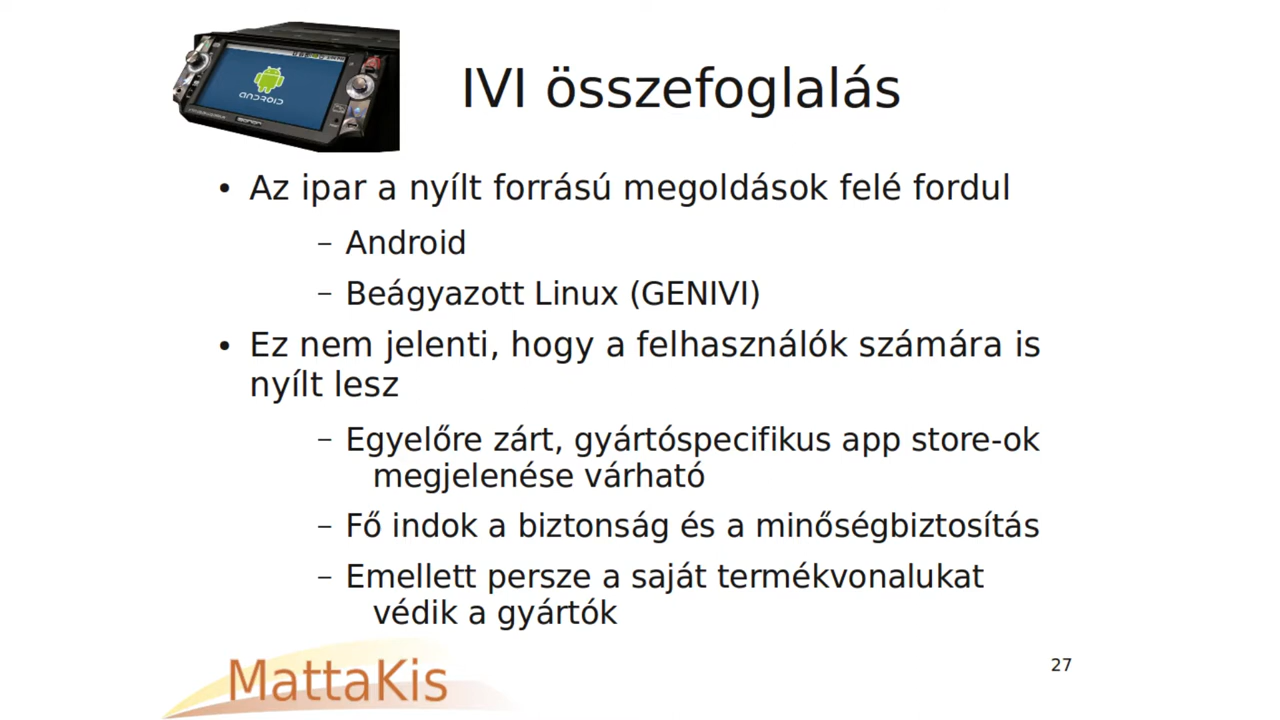 ANDROID
IVI összefoglalás
• Az ipar a nyílt forrású megoldások felé fordul
– Android
– Beágyazott Linux (GENIVI)
• Ez nem jelenti, hogy a felhasználók számára is
nyílt lesz
– Egyelőre zárt, gyártóspecifikus app store-ok
megjelenése várható
– Fő indok a biztonság és a minőségbiztosítás
– Emellett persze a saját termékvonalukat
védik a gyártók
MattaKis
27